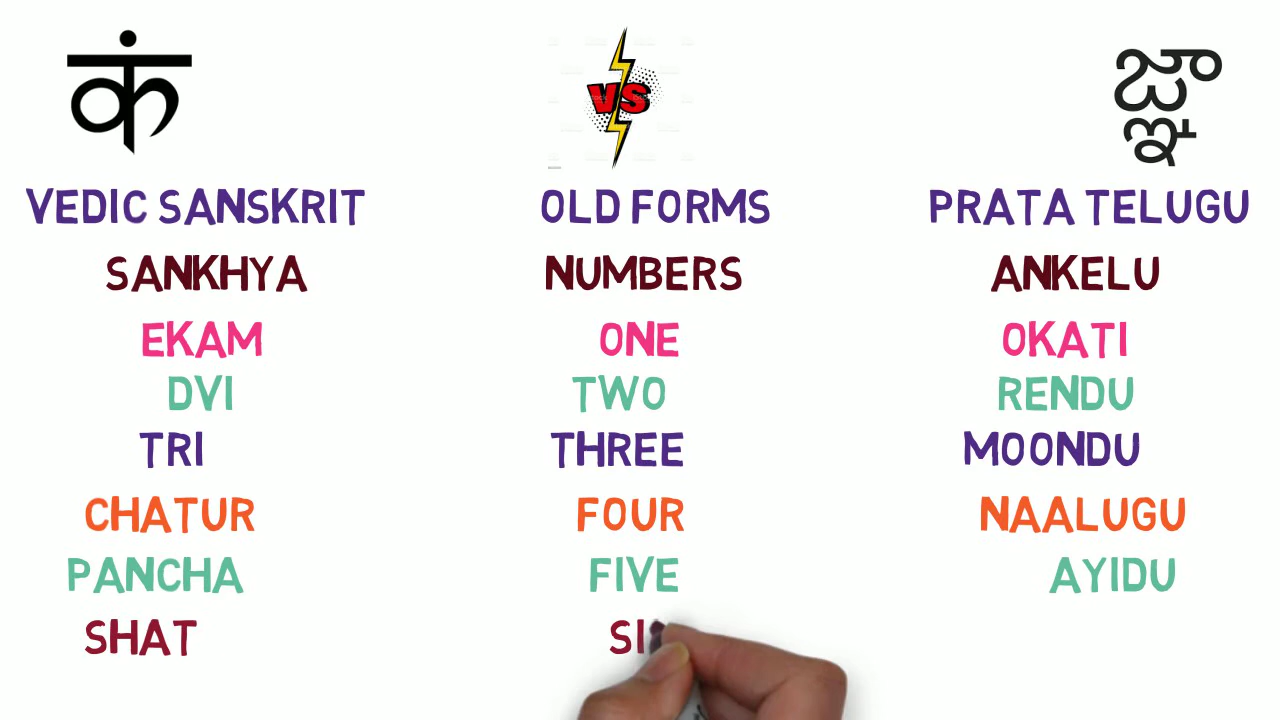 कं VS జ్ఞా
VEDIC SANSKRIT OLD FORMS PRATA TELUGU
SANKHYA NUMBERS ANKELU
EKAM ONE OKATI
DVI TWO RENDU
TRI THREE MOONDU
CHATUR FOUR NAALUGU
PANCHA FIVE AYIDU
SHAT SI